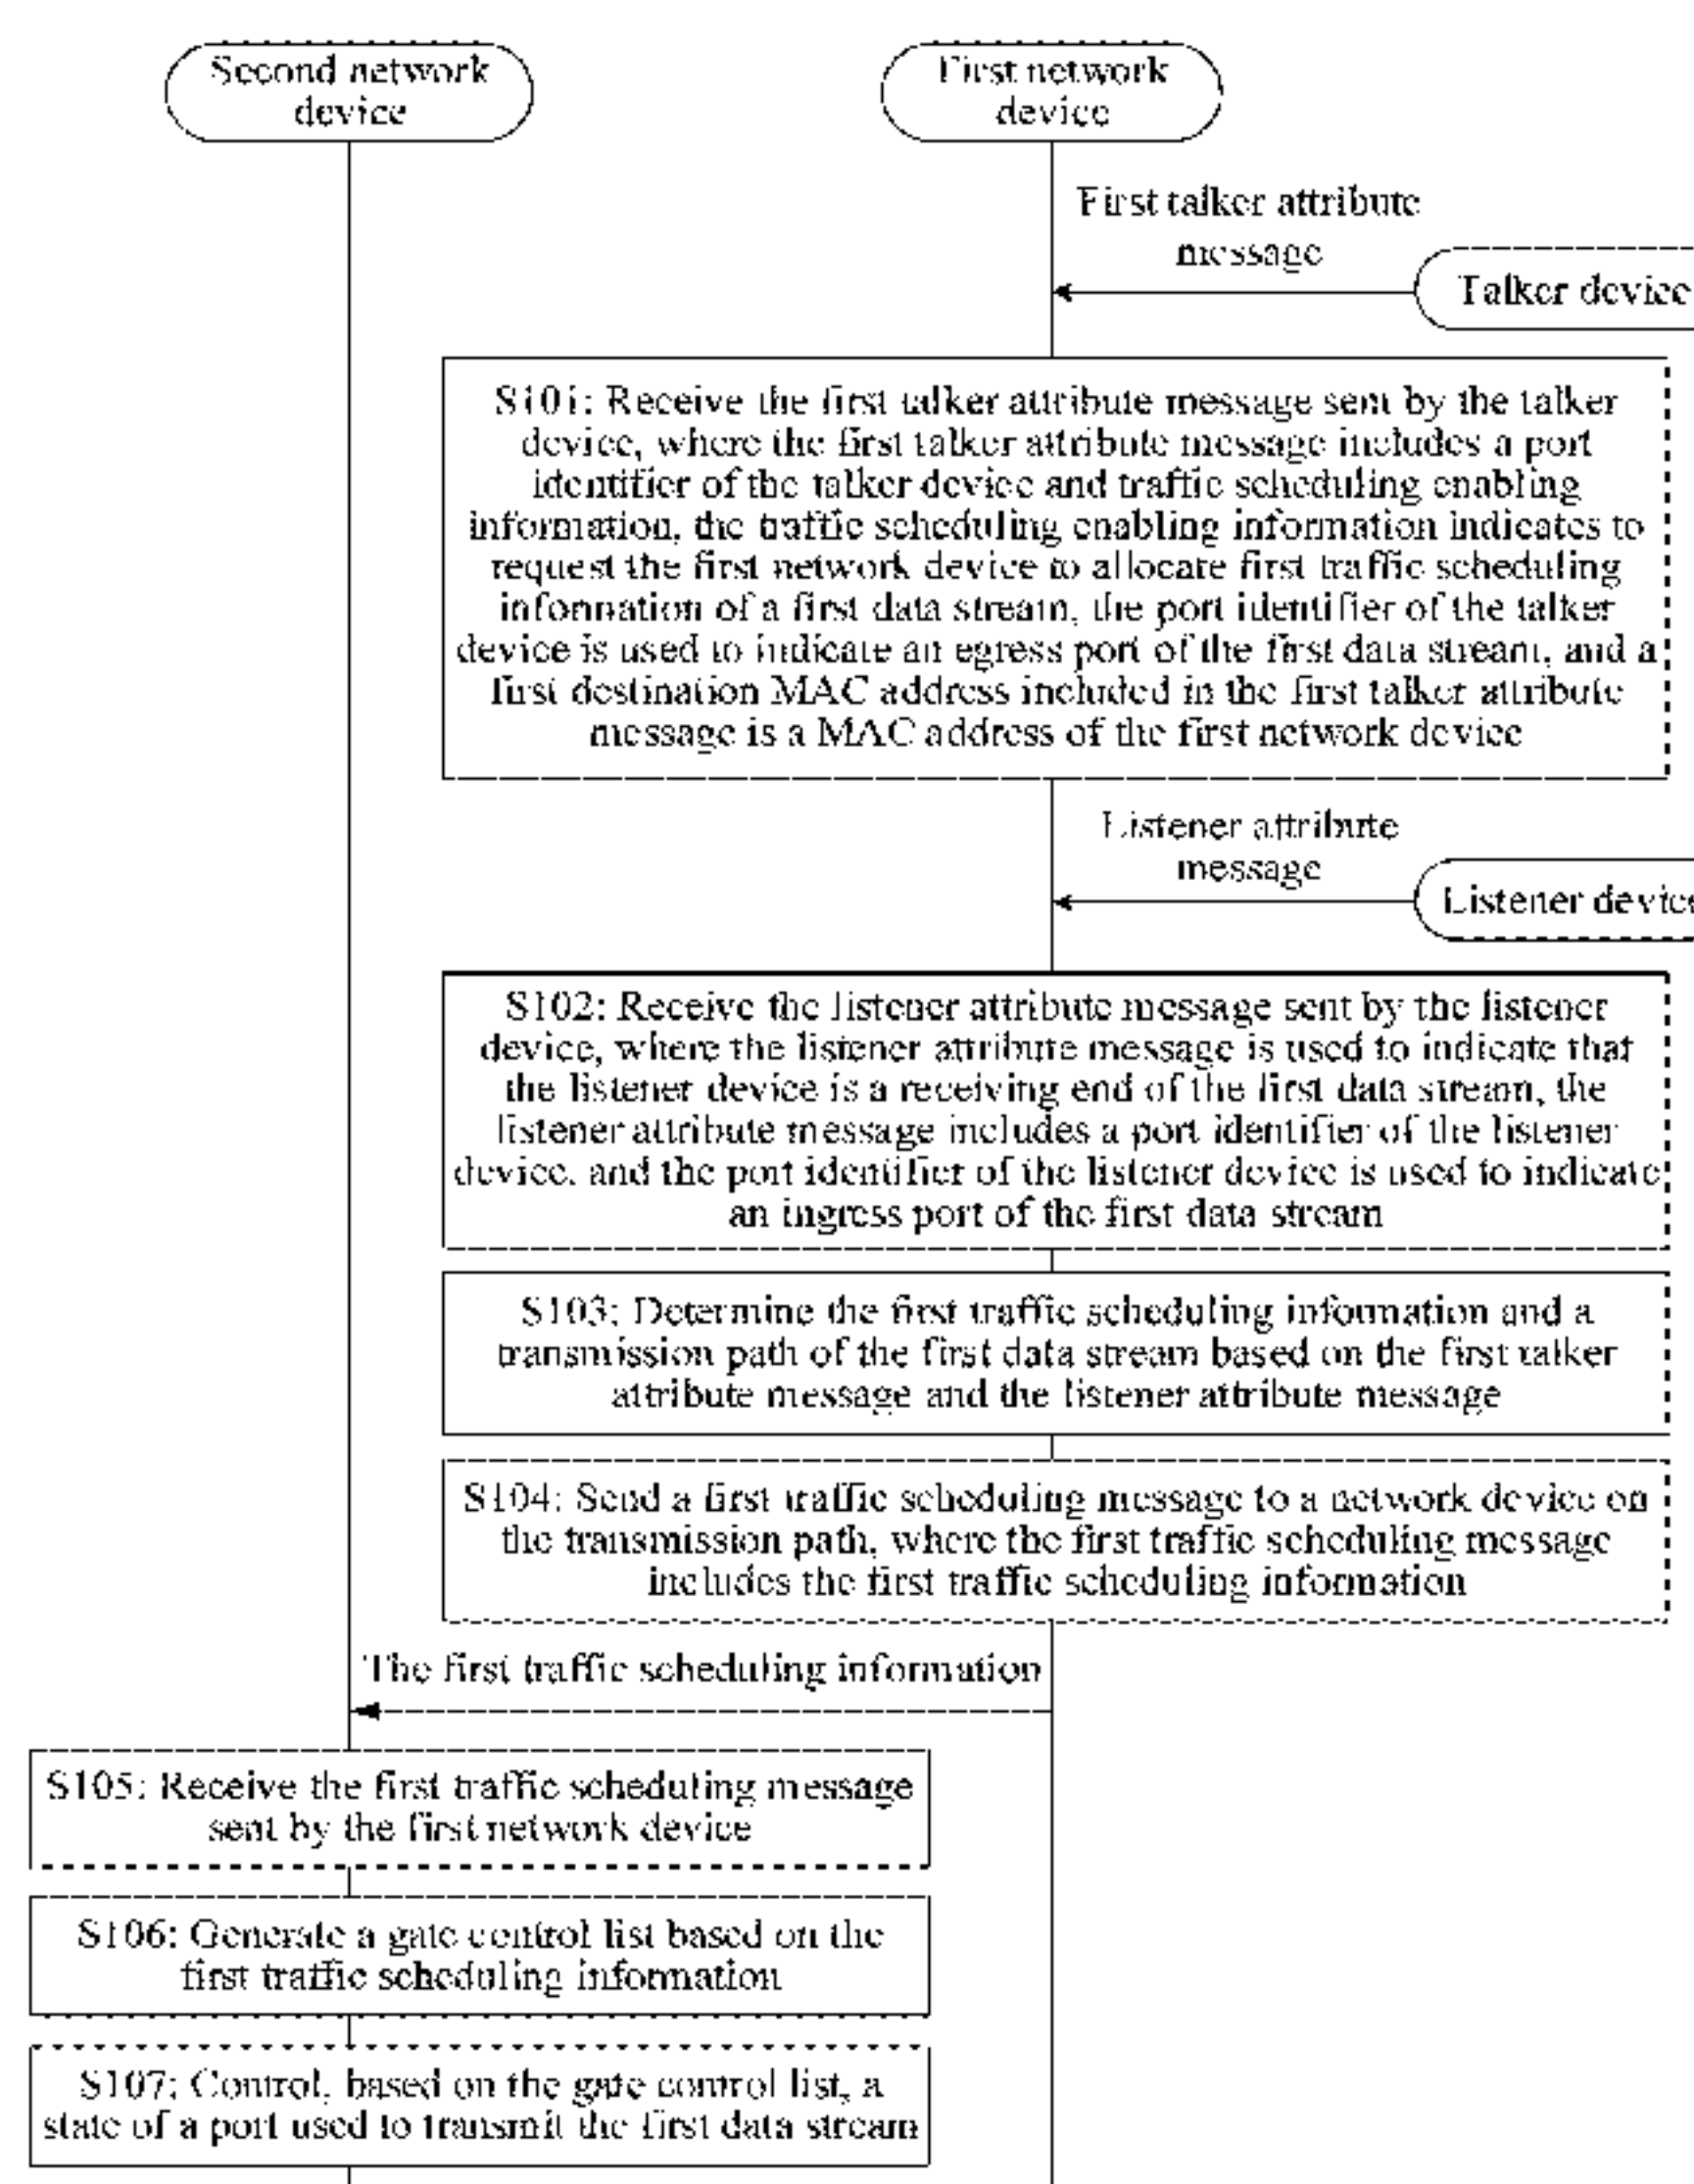 Second network
device
First network
device
First talker attribute
message
Talker device
S101: Receive the first talker attribute message sent by the talker
device, where the first talker attribute message includes a port
identifier of the talker device and traffic scheduling enabling
information, the traffic scheduling enabling information indicates to
request the first network device to allocate first traffic scheduling
information of a first data stream, the port identifier of the talker
device is used to indicate an egress port of the first data stream, and a
first destination MAC address included in the first talker attribute
message is a MAC address of the first network device
Listener attribute
message
Listener device
S102: Receive the listener attribute message sent by the listener
device, where the listener attribute message is used to indicate that
the listener device is a receiving end of the first data stream, the
listener attribute message includes a port identifier of the listener
device, and the port identifier of the listener device is used to indicate
an ingress port of the first data stream
S103: Determine the first traffic scheduling information and a
transmission path of the first data stream based on the first talker
attribute message and the listener attribute message
S104: Send a first traffic scheduling message to a network device on
the transmission path, where the first traffic scheduling message
includes the first traffic scheduling information
The first traffic scheduling information
S105: Receive the first traffic scheduling message
sent by the first network device
S106: Generate a gate control list based on the
first traffic scheduling information
S107: Control, based on the gate control list, a
state of a port used to transmit the first data stream